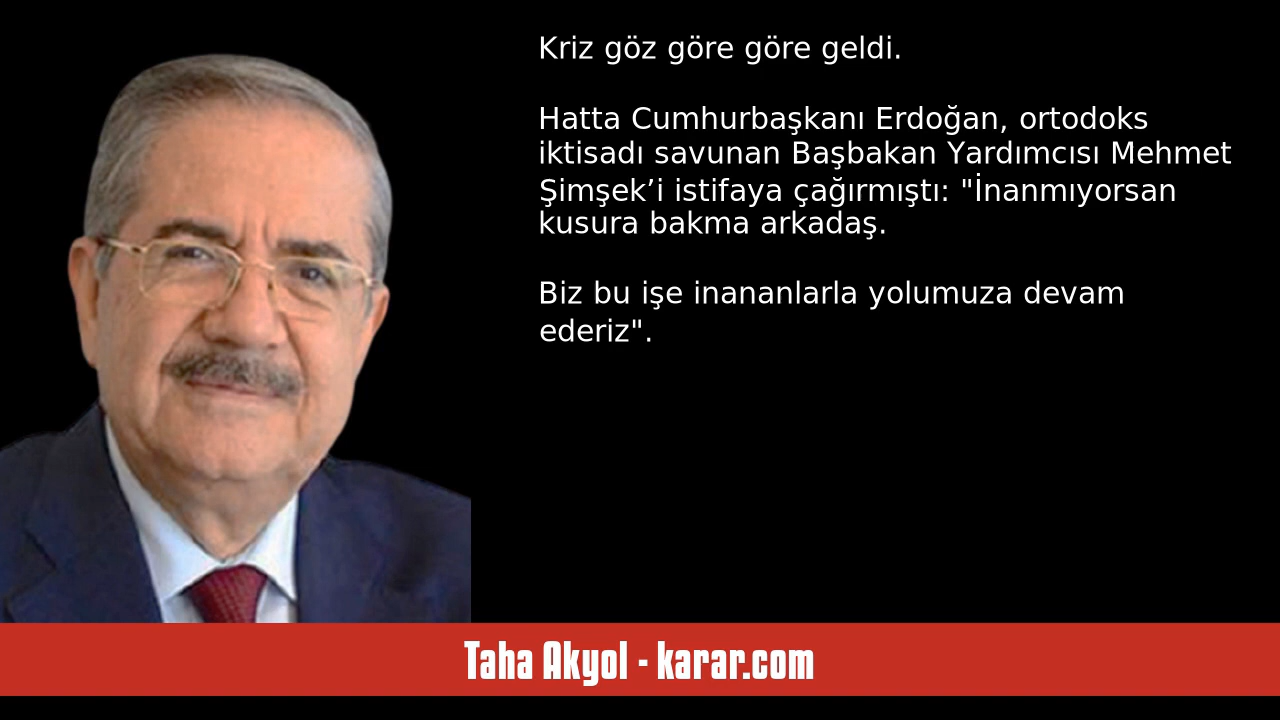 Kriz göz göre göre geldi.
Hatta Cumhurbaşkanı Erdoğan, ortodoks
iktisadı savunan Başbakan Yardımcısı Mehmet
Şimşek’i istifaya çağırmıştı: "İnanmıyorsan
kusura bakma arkadaş.
Biz bu işe inananlarla yolumuza devam
ederiz".
Taha Akyol - karar.com